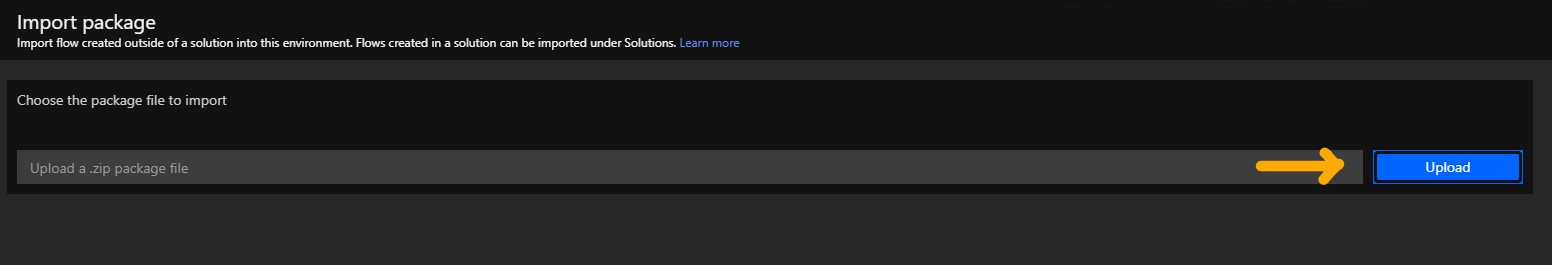 Import package
Import flow created outside of a solution into this environment. Flows created in a solution can be imported under Solutions. Learn more
Choose the package file to import
Upload a .zip package file
Upload